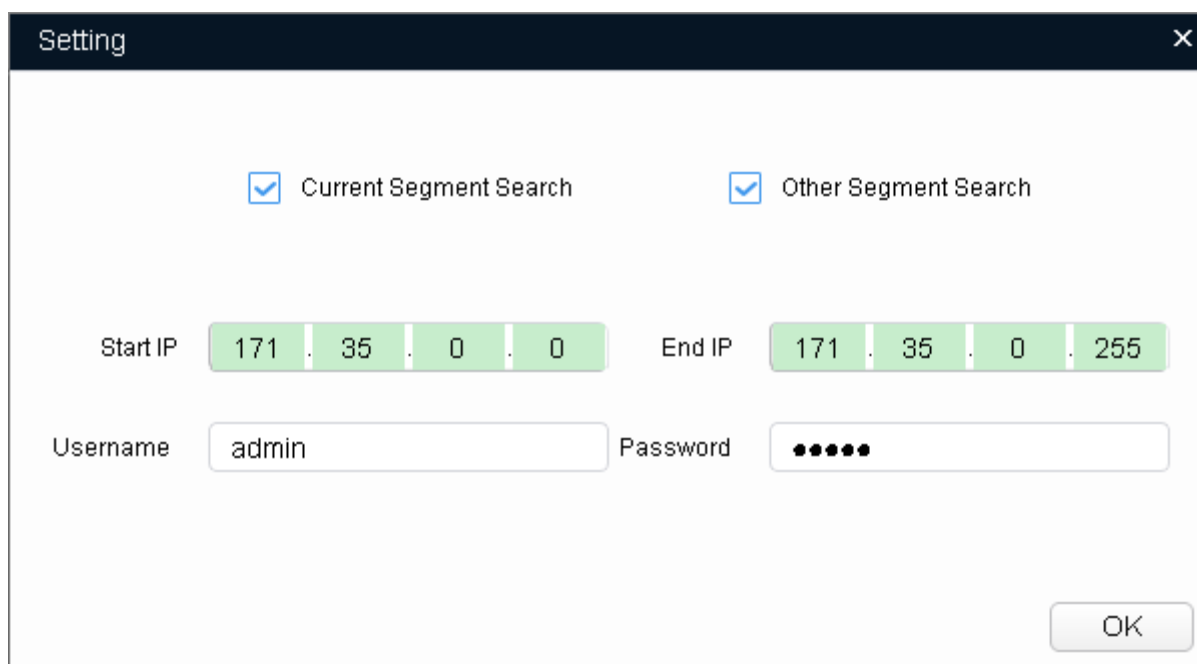 Setting
Current Segment Search Other Segment Search
Start IP 171 . 35 . 0 . 0 End IP 171 . 35 . 0 . 255
Username admin Password •••••
OK